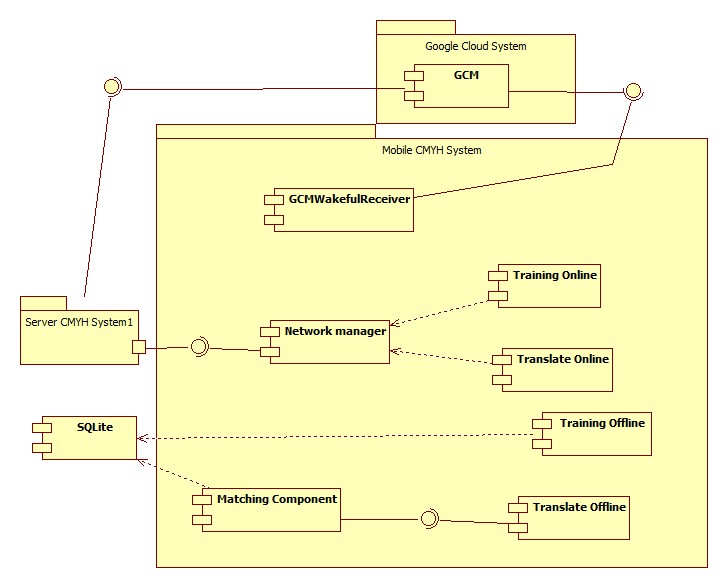 Google Cloud System
GCM
Mobile CMYH System
GCMWakefulReceiver
Training Online
Server CMYH System1
Network manager
Translate Online
SQLite
Training Offline
Matching Component
Translate Offline